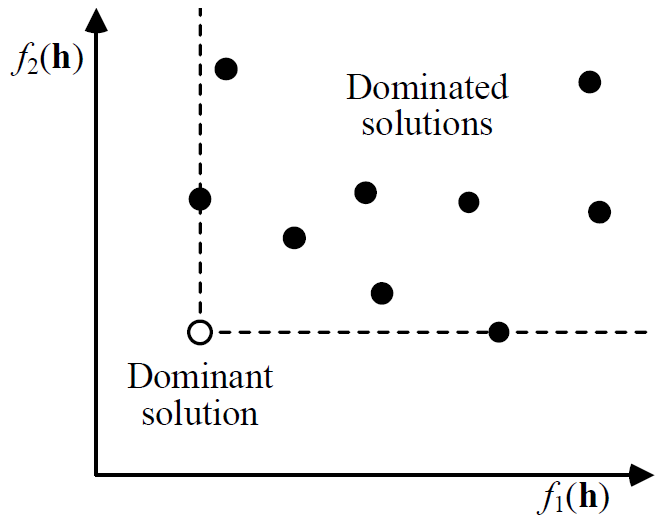 f2(h)
Dominated
solutions
Dominant
solution
f1(h)